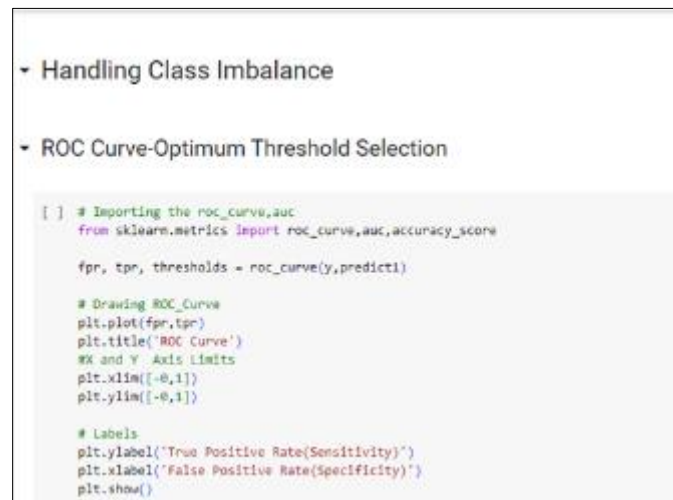 Handling Class Imbalance
ROC Curve-Optimum Threshold Selection
[ ] # Importing the roc_curve,auc
from sklearn.metrics import roc_curve,auc,accuracy_score
fpr, tpr, thresholds = roc_curve(y,predict1)
# Drawing ROC_Curve
plt.plot(fpr,tpr)
plt.title('ROC Curve')
#X and Y Axis Limits
plt.xlim([-0,1])
plt.ylim([-0,1])
# Labels
plt.ylabel('True Positive Rate(Sensitivity)')
plt.xlabel('False Positive Rate(Specificity)')
plt.show()